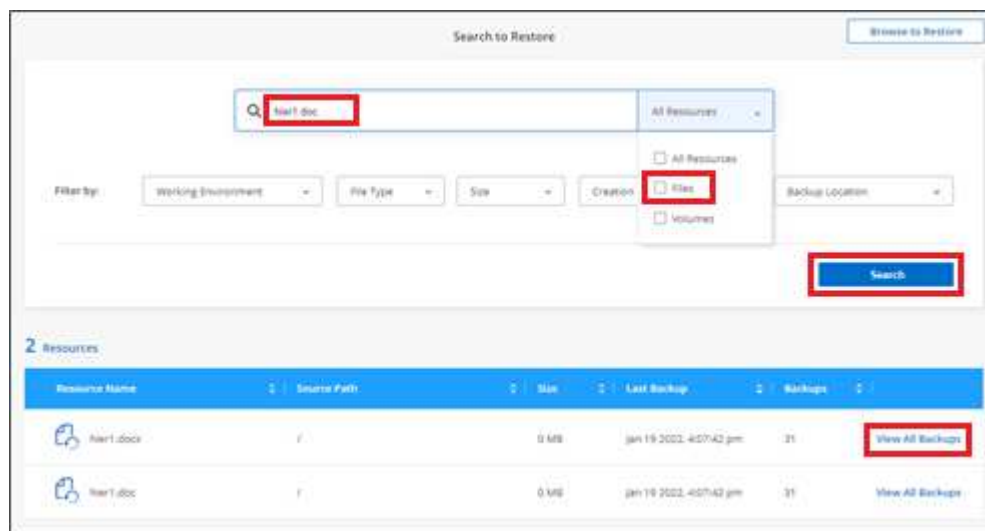 Search to Restore
Browse to Restore
hier1.doc
All Resources
All Resources
Filter by:
Working Environment
File Type
Size
Creation
Files
Backup Location
Volumes
Search
2 Resources
Resource Name
Source Path
Size
Last Backup
Backups
hier1.docx
/
0 MB
Jan 19 2022, 4:07:42 pm
31
View All Backups
hier1.doc
/
0 MB
Jan 19 2022, 4:07:42 pm
31
View All Backups